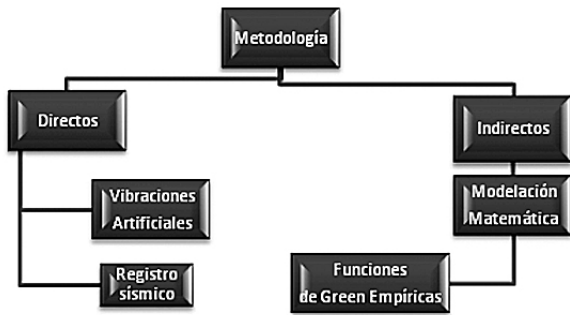 Metodología
Directos
Indirectos
Vibraciones
Artificiales
Modelación
Matemática
Registro
sísmico
Funciones
de Green Empíricas